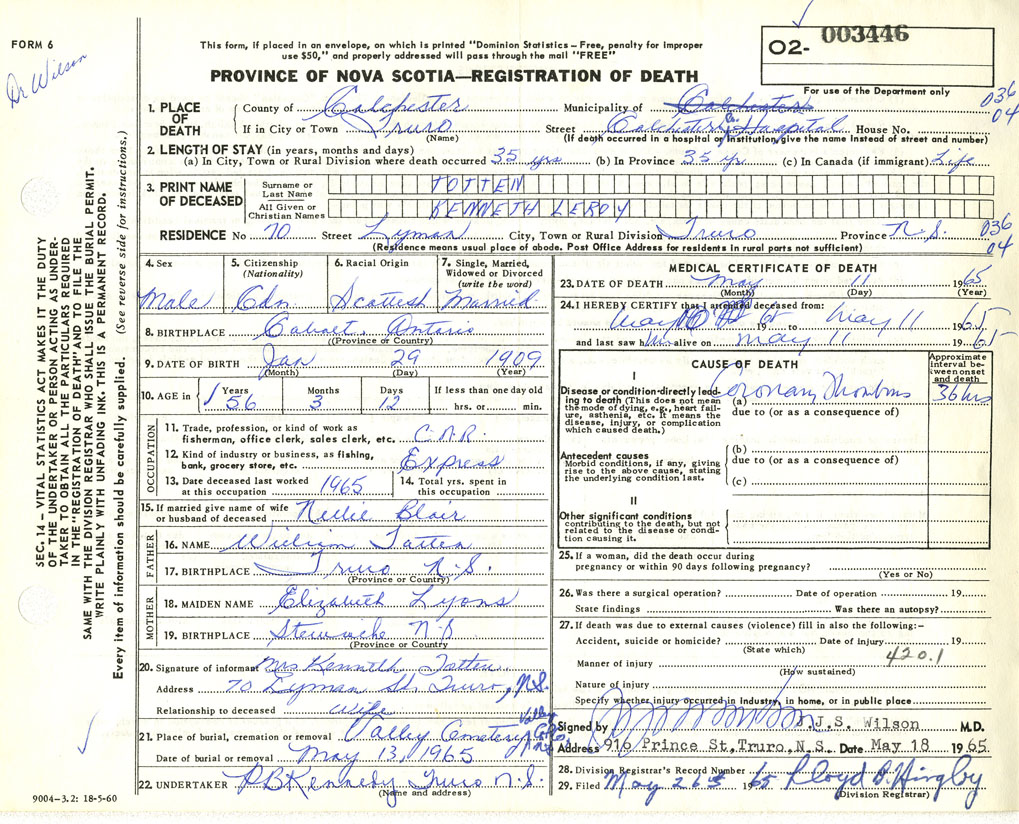 FORM 6
Dr Wilson
This form, if placed in an envelope, on which is printed "Dominion Statistics – Free, penalty for improper
use $50," and properly addressed will pass through the mail "FREE"
PROVINCE OF NOVA SCOTIA—REGISTRATION OF DEATH
O2- 003446
For use of the Department only
036
04
1. PLACE OF DEATH
County of Colchester Municipality of Colchester
If in City or Town Truro Street Colchester Co. Hospital House No.
(Name) (If death occurred in a hospital or institution, give the name instead of street and number)
2. LENGTH OF STAY (in years, months and days)
(a) In City, Town or Rural Division where death occurred 35 yrs (b) In Province 35 yr. (c) In Canada (if immigrant) Life
3. PRINT NAME OF DECEASED
Surname or Last Name TOTTEN
All Given or Christian Names KENNETH LEROY
RESIDENCE No 70 Street Lyman City, Town or Rural Division Truro Province N.S.
036
04
(Residence means usual place of abode. Post Office Address for residents in rural parts not sufficient)
4. Sex
Male
5. Citizenship
(Nationality)
Cdn.
6. Racial Origin
Scottish
7. Single, Married, Widowed or Divorced
(write the word)
Married
8. BIRTHPLACE Ontario
(Province or Country)
9. DATE OF BIRTH Jan 29 1909
(Month) (Day) (Year)
10. AGE in
Years Months Days If less than one day old
56 3 12 hrs. or min.
OCCUPATION
11. Trade, profession, or kind of work as
fisherman, office clerk, sales clerk, etc. C.N.R.
12. Kind of industry or business, as fishing,
bank, grocery store, etc. Express
13. Date deceased last worked
at this occupation 1965
14. Total yrs. spent in
this occupation
15. If married give name of wife
or husband of deceased Nellie Blair
FATHER
16. NAME William Totten
17. BIRTHPLACE Truro N.S.
(Province or Country)
MOTHER
18. MAIDEN NAME Elizabeth Lyons
19. BIRTHPLACE Stewiacke N.S
(Province or Country
20. Signature of informant Mrs Kenneth Totten
Address 70 Lyman St. Truro, N.S.
Relationship to deceased wife
21. Place of burial, cremation or removal Valley Cemetery Valley Col. Co. N.S.
Date of burial or removal May 13, 1965
22. UNDERTAKER P B Kennedy Truro N.S.
(Name and address)
9004–3.2: 18-5-60
MEDICAL CERTIFICATE OF DEATH
23. DATE OF DEATH May 11 1965
(Month) (Day) (Year)
24. I HEREBY CERTIFY that I attended deceased from:
May 10 1965 to May 11 1965
and last saw him alive on May 11 1965
CAUSE OF DEATH
Approximate interval between onset and death
I
Disease or condition directly leading to death (This does not mean the mode of dying, e.g., heart failure, asthenia, etc. It means the disease, injury, or complication which caused death.)
(a) Coronary Thrombus 36 hrs
due to (or as a consequence of)
Antecedent causes
Morbid conditions, if any, giving rise to the above cause, stating the underlying condition last.
(b)
due to (or as a consequence of)
(c)
II
Other significant conditions
contributing to the death, but not related to the disease or condition causing it.
25. If a woman, did the death occur during
pregnancy or within 90 days following pregnancy?
(Yes or No)
26. Was there a surgical operation? Date of operation 19
State findings Was there an autopsy?
27. If death was due to external causes (violence) fill in also the following:–
Accident, suicide or homicide? Date of injury 19
(State which)
420.1
Manner of injury
(How sustained)
Nature of injury
Specify whether injury occurred in industry, in home, or in public place
Signed by J.S. Wilson M.D.
Address 916 Prince St, Truro, N.S. Date May 18 1965
28. Division Registrar's Record Number
29. Filed May 26th 1965 Lloyd D. Hingley
(Division Registrar)
SEC. 14 – VITAL STATISTICS ACT MAKES IT THE DUTY
OF THE UNDERTAKER OR PERSON ACTING AS UNDER-
TAKER TO OBTAIN ALL THE PARTICULARS REQUIRED
IN THE "REGISTRATION OF DEATH" AND TO FILE THE
SAME WITH THE DIVISION REGISTRAR WHO SHALL ISSUE THE BURIAL PERMIT.
WRITE PLAINLY WITH UNFADING INK. THIS IS A PERMANENT RECORD.
Every item of information should be carefully supplied. (See reverse side for instructions.)